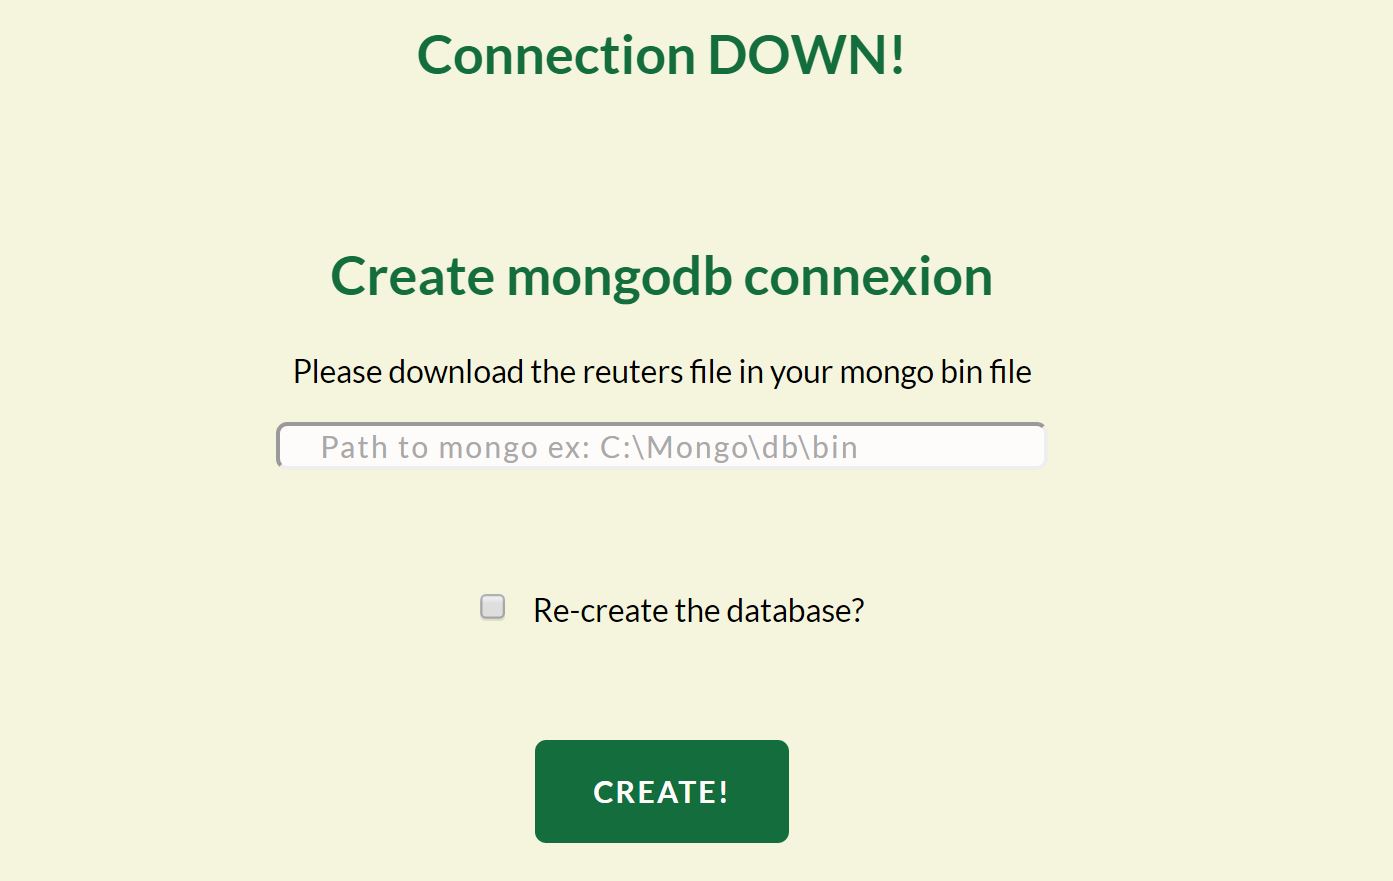 Connection DOWN!
Create mongodb connexion
Please download the reuters file in your mongo bin file
Path to mongo ex: C:\Mongo\db\bin
Re-create the database?
CREATE!